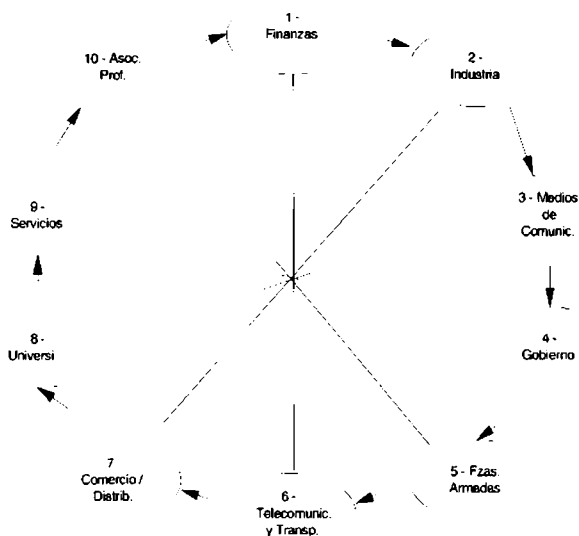 1 -
Finanzas
2 -
Industria
3 - Medios
de
Comunic.
4 -
Gobierno
5 - Fzas.
Armadas
6 -
Telecomunic.
y Transp.
7
Comercio /
Distrib.
8 -
Universi
9 -
Servicios
10 - Asoc.
Prof.